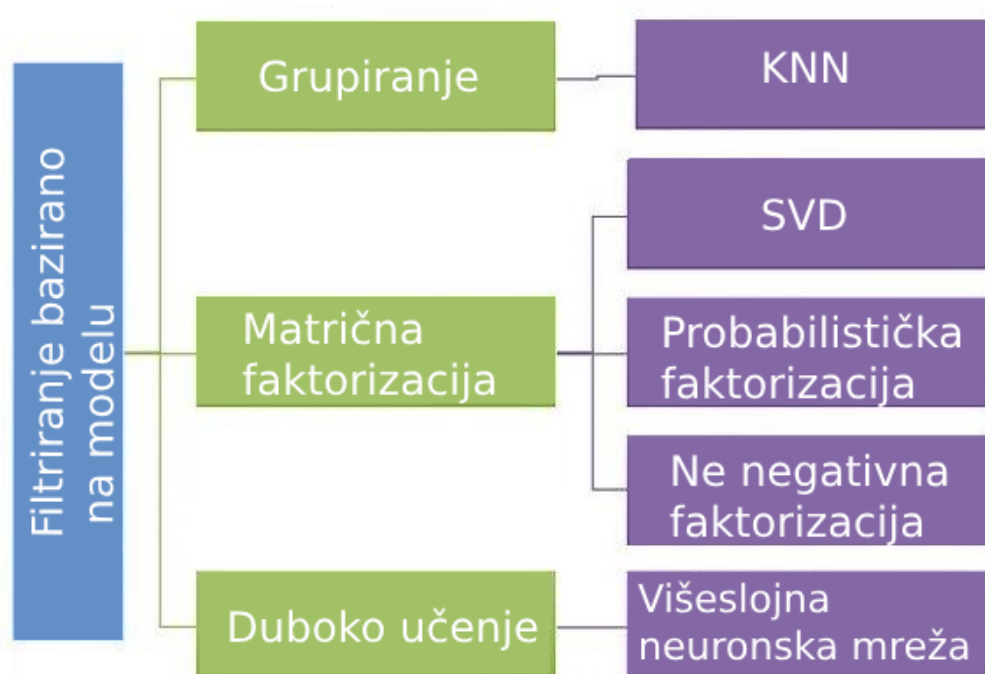 Filtriranje bazirano
na modelu
Grupiranje
KNN
Matrična
faktorizacija
SVD
Probabilistička
faktorizacija
Ne negativna
faktorizacija
Duboko učenje
Višeslojna
neuronska mreža